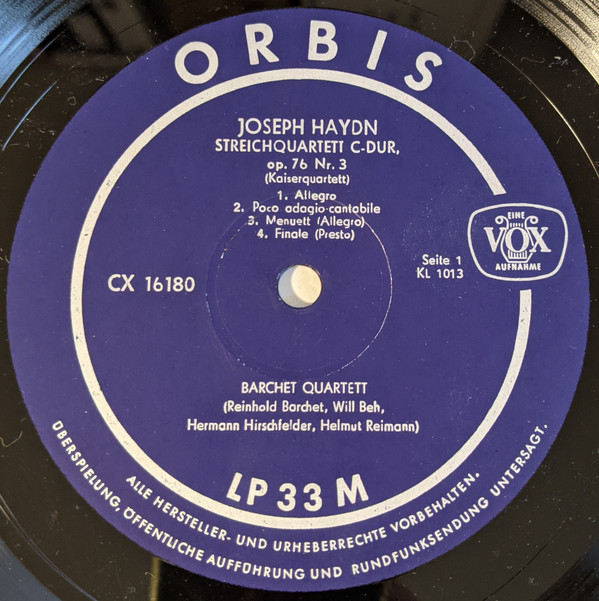 ORBIS
JOSEPH HAYDN
STREICHQUARTETT C-DUR,
op. 76 Nr. 3
(Kaiserquartett)
1. Allegro
2. Poco adagio-cantobile
3. Menuett (Allegro)
4. Finale (Presto)
EINE
VOX
AUFNAHME
Seite 1
KL 1013
CX 16180
BARCHET QUARTETT
(Reinhold Barchet, Will Beh,
Hermann Hirschfelder, Helmut Reimann)
LP 33 M
ALLE HERSTELLER- UND URHEBERRECHTE VORBEHALTEN.
ÜBERSPIELUNG, ÖFFENTLICHE AUFFÜHRUNG UND RUNDFUNKSENDUNG UNTERSAGT.